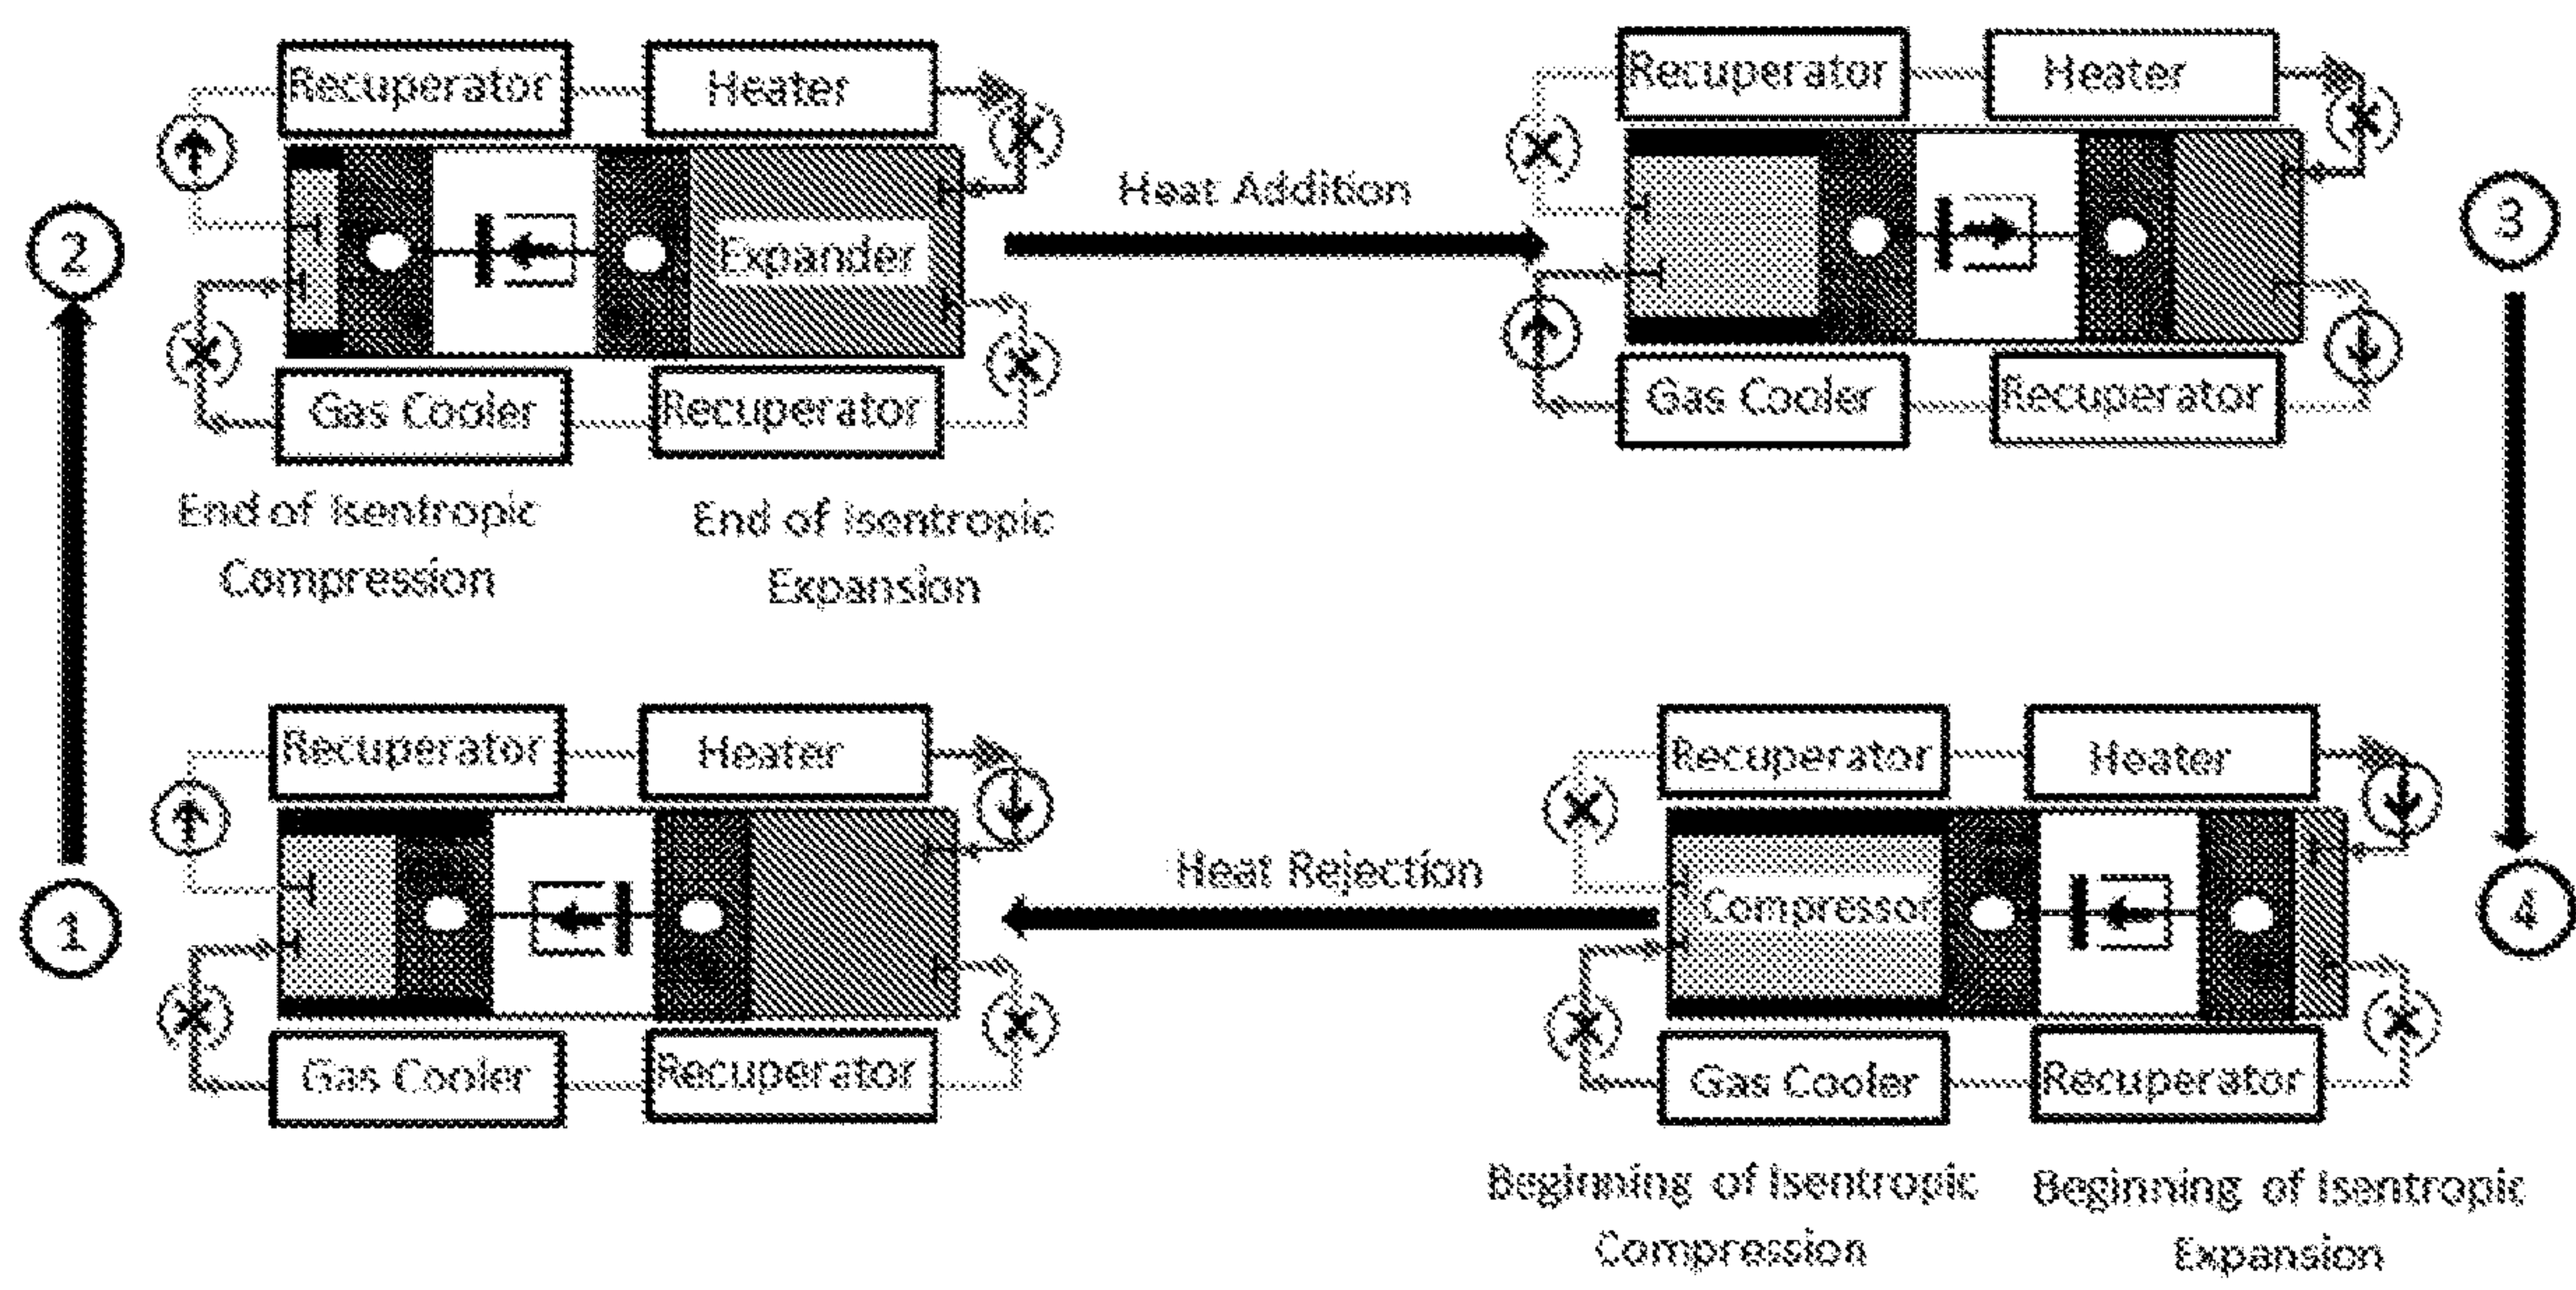 Recuperator
Heater
2
Expander
Gas Cooler
Recuperator
End of Isentropic
Compression
End of Isentropic
Expansion
Heat Addition
Recuperator
Heater
3
Gas Cooler
Recuperator
Recuperator
Heater
1
Gas Cooler
Recuperator
Heat Rejection
Recuperator
Heater
Compressor
4
Gas Cooler
Recuperator
Beginning of Isentropic
Compression
Beginning of Isentropic
Expansion